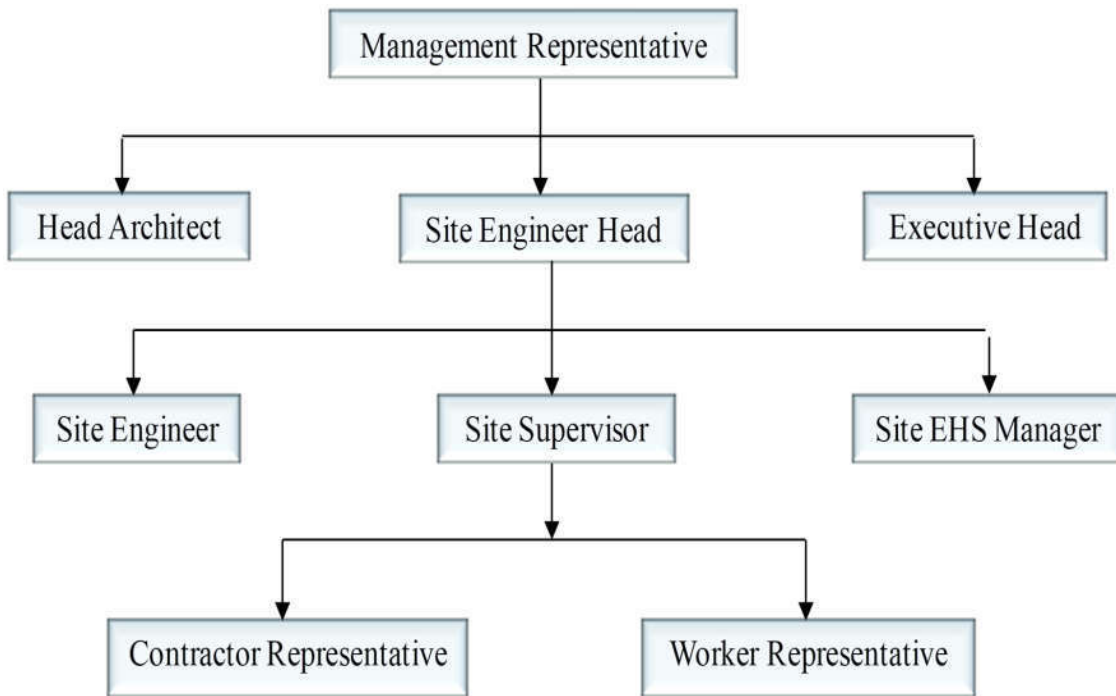 Management Representative
Head Architect
Site Engineer Head
Executive Head
Site Engineer
Site Supervisor
Site EHS Manager
Contractor Representative
Worker Representative